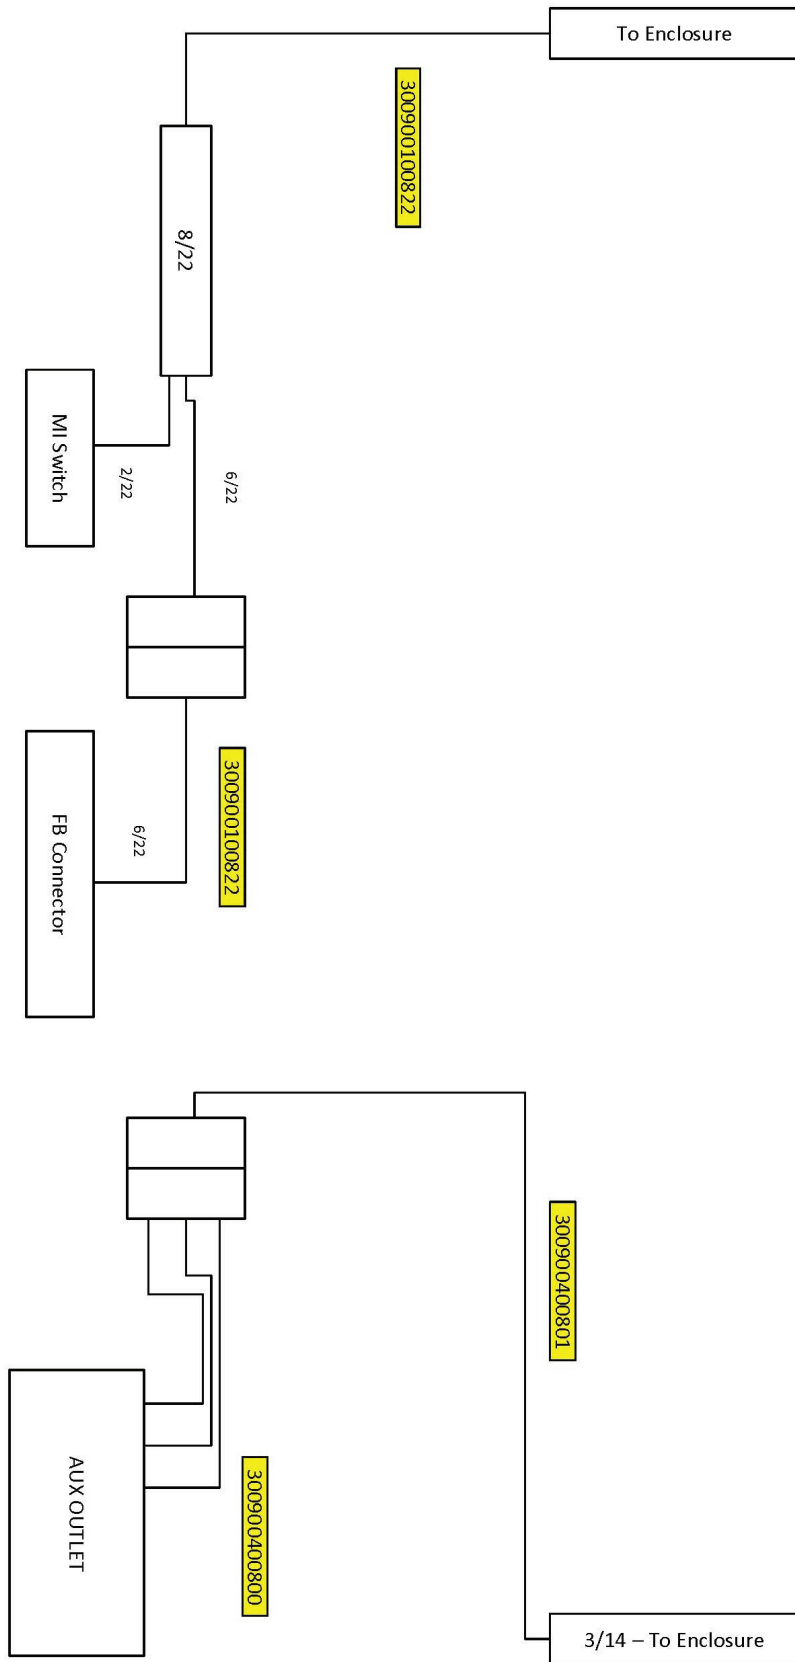 To Enclosure
300900100822
8/22
MI Switch
2/22
6/22
300900100822
6/22
FB Connector
300900400801
300900400800
AUX OUTLET
3/14 – To Enclosure